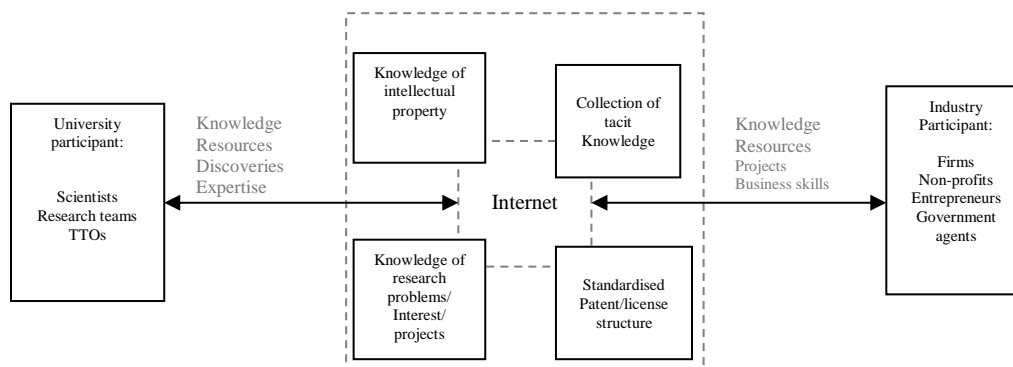 University
participant:
Scientists
Research teams
TTOs
Knowledge
Resources
Discoveries
Expertise
Knowledge of
intellectual
property
Collection of
tacit
Knowledge
Internet
Knowledge of
research
problems/
Interest/
projects
Standardised
Patent/license
structure
Knowledge
Resources
Projects
Business skills
Industry
Participant:
Firms
Non-profits
Entrepreneurs
Government
agents